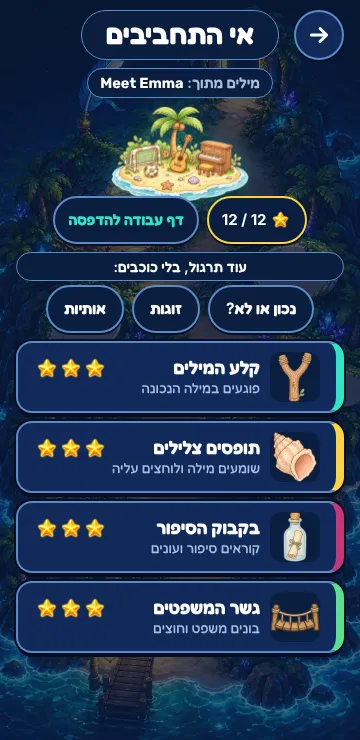 אי התחביבים
מילים מתוך: Meet Emma
12 / 12
דף עבודה להדפסה
עוד תרגול, בלי כוכבים:
נכון או לא?
זוגות
אותיות
קלע המילים
פוגעים במילה הנכונה
תופסים צלילים
שומעים מילה ולוחצים עליה
בקבוק הסיפור
קוראים סיפור ועונים
גשר המשפטים
בונים משפט וחוצים